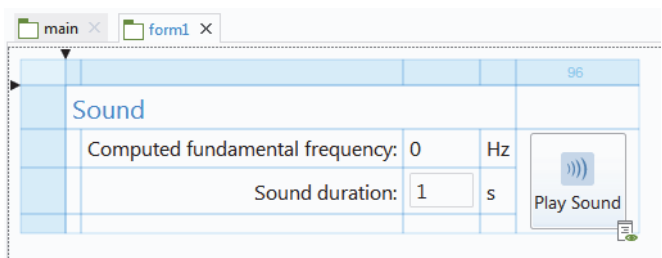 main × form1 ×
96
Sound
Computed fundamental frequency: 0 Hz
Sound duration: 1 s
Play Sound